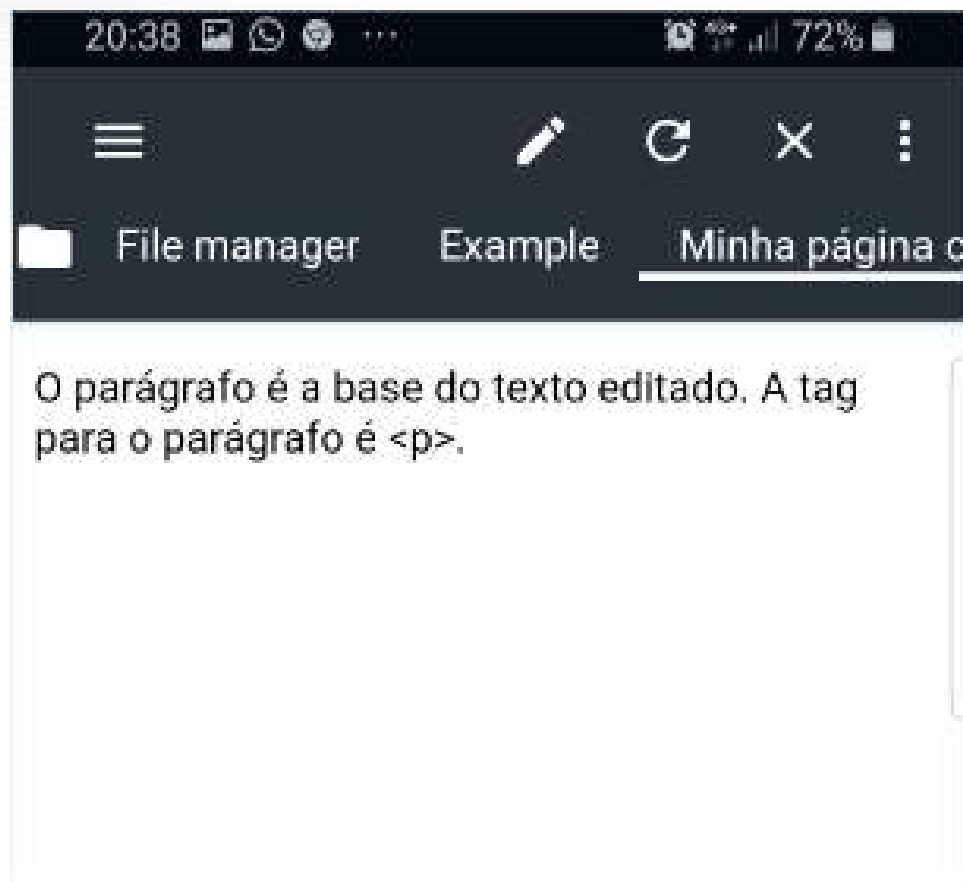 20:38 72%
File manager Example Minha página
O parágrafo é a base do texto editado. A tag
para o parágrafo é <p>.